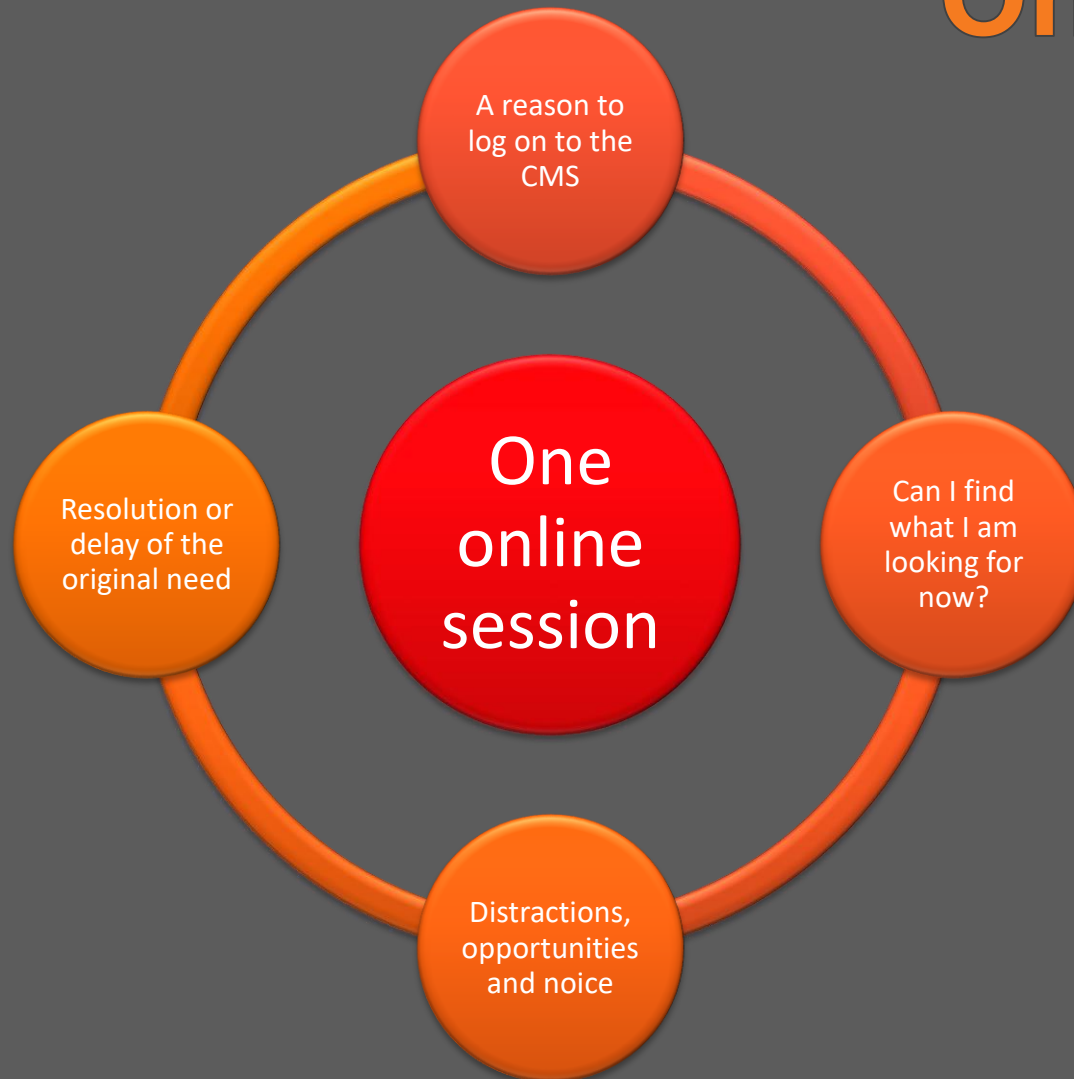 A reason to
log on to the
CMS
One
online
session
Can I find
what I am
looking for
now?
Distractions,
opportunities
and noice
Resolution or
delay of the
original need